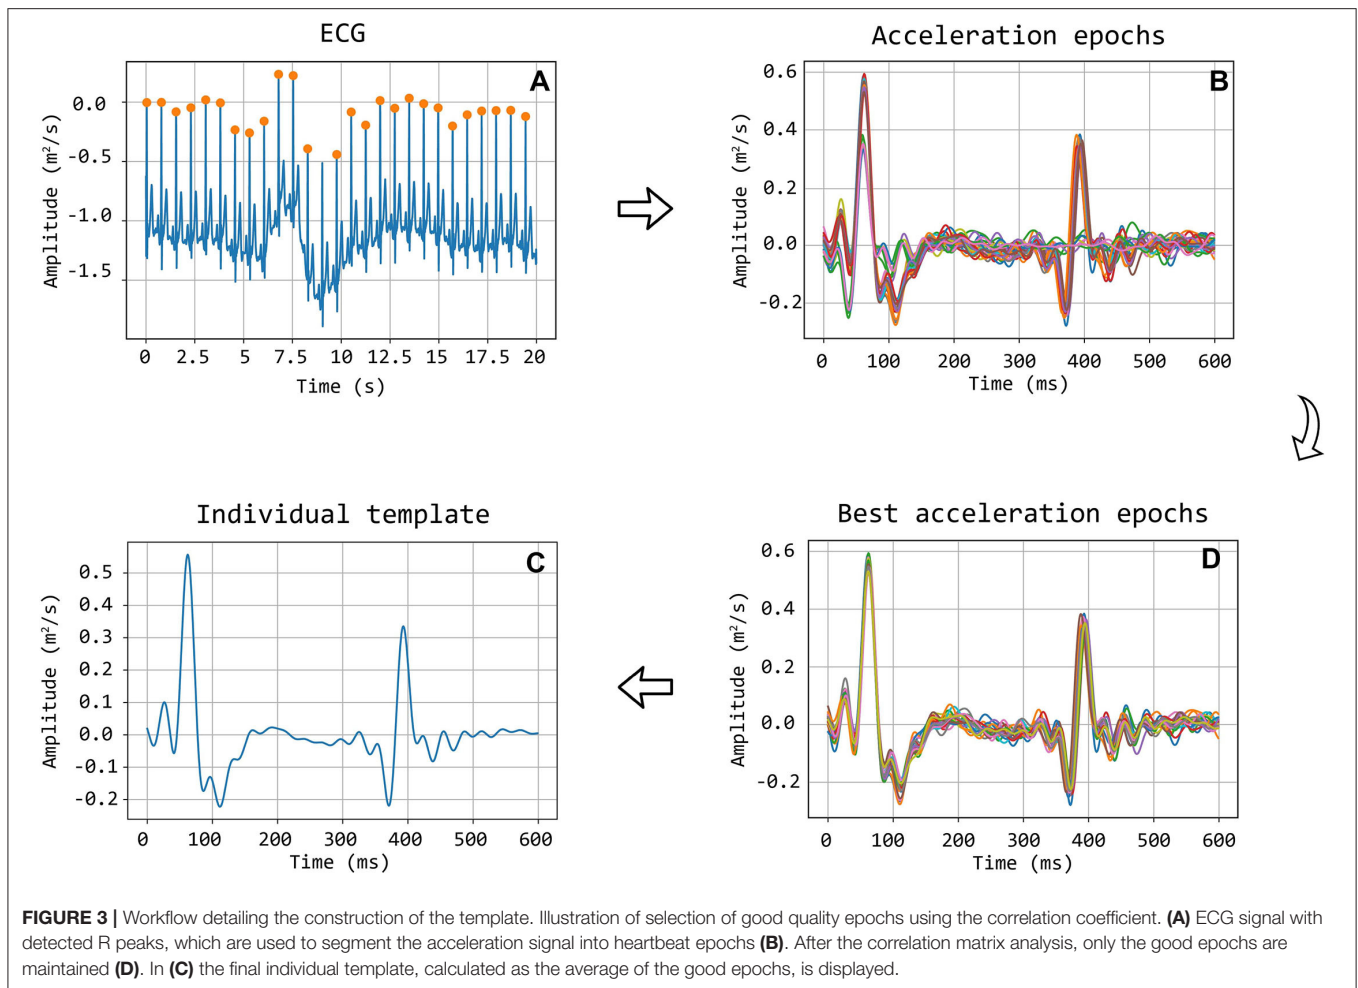 ECG
A
Amplitude (m²/s)
0.0
-0.5
-1.0
-1.5
0 2.5 5 7.5 10 12.5 15 17.5 20
Time (s)
Acceleration epochs
B
Amplitude (m²/s)
0.6
0.4
0.2
0.0
-0.2
0 100 200 300 400 500 600
Time (ms)
Individual template
C
Amplitude (m²/s)
0.5
0.4
0.3
0.2
0.1
0.0
-0.1
-0.2
0 100 200 300 400 500 600
Time (ms)
Best acceleration epochs
D
Amplitude (m²/s)
0.6
0.4
0.2
0.0
-0.2
0 100 200 300 400 500 600
Time (ms)
FIGURE 3 | Workflow detailing the construction of the template. Illustration of selection of good quality epochs using the correlation coefficient. (A) ECG signal with
detected R peaks, which are used to segment the acceleration signal into heartbeat epochs (B). After the correlation matrix analysis, only the good epochs are
maintained (D). In (C) the final individual template, calculated as the average of the good epochs, is displayed.